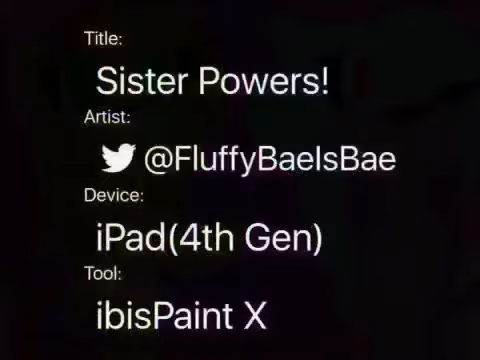 Title:
Sister Powers!
Artist:
@FluffyBaeIsBae
Device:
iPad(4th Gen)
Tool:
ibisPaint X